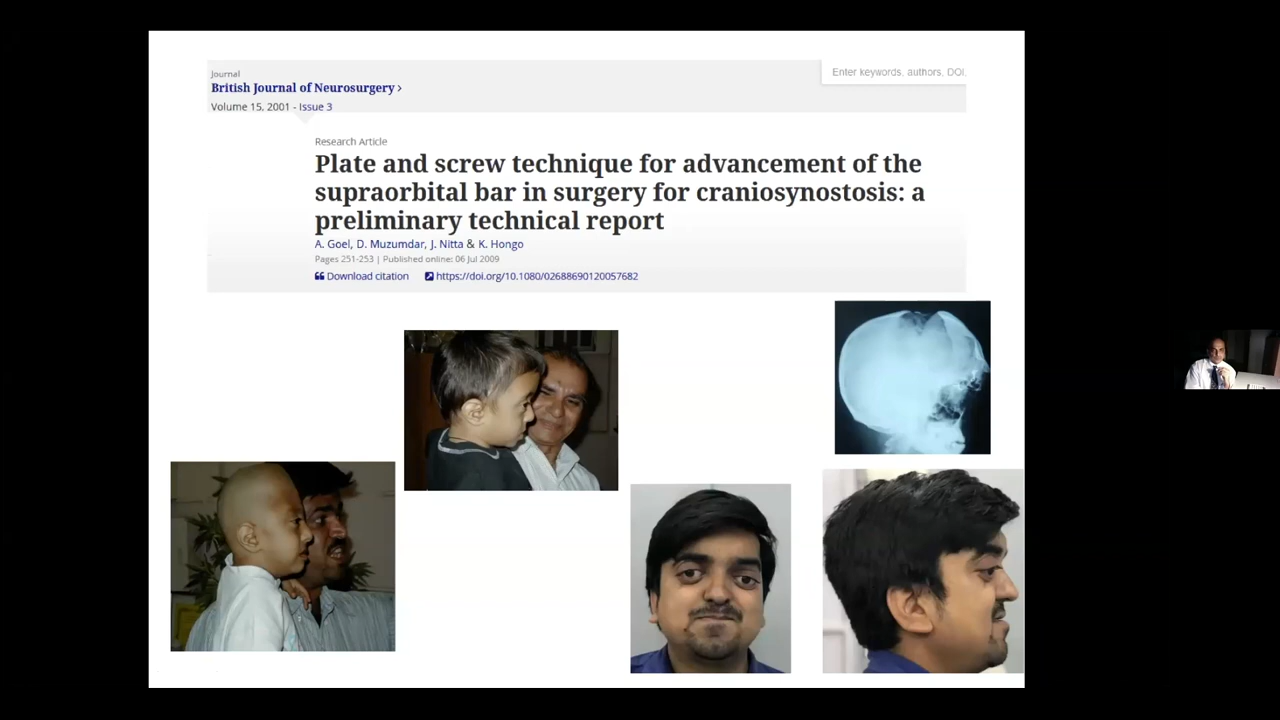 Journal
British Journal of Neurosurgery ›
Volume 15, 2001 - Issue 3
Enter keywords, authors, DOI,
Research Article
Plate and screw technique for advancement of the
supraorbital bar in surgery for craniosynostosis: a
preliminary technical report
A. Goel, D. Muzumdar, J. Nitta & K. Hongo
Pages 251-253 | Published online: 06 Jul 2009
Download citation https://doi.org/10.1080/02688690120057682